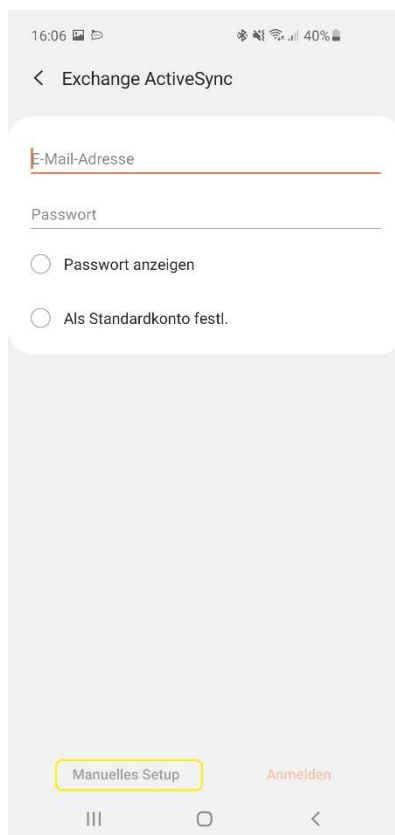 16:06 40%
Exchange ActiveSync
E-Mail-Adresse
Passwort
Passwort anzeigen
Als Standardkonto festl.
Manuelles Setup Anmelden